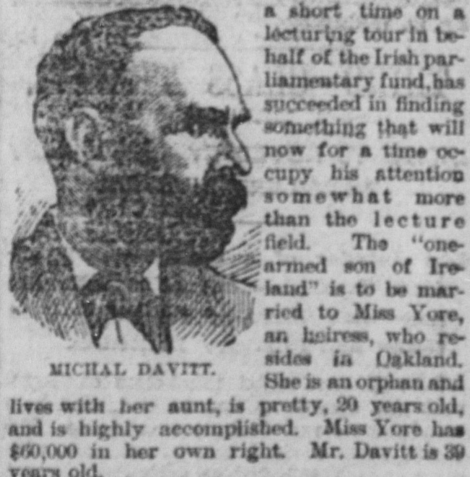 a short time on a
lecturing tour in be-
half of the Irish par-
liamentary fund, has
succeeded in finding
something that will
now for a time oc-
cupy his attention
somewhat more
than the lecture
field. The "one-
armed son of Ire-
land" is to be mar-
ried to Miss Yore,
an heiress, who re-
sides in Oakland.
She is an orphan and
MICHAL DAVITT.
lives with her aunt, is pretty, 20 years old,
and is highly accomplished. Miss Yore has
$60,000 in her own right. Mr. Davitt is 39
years old.